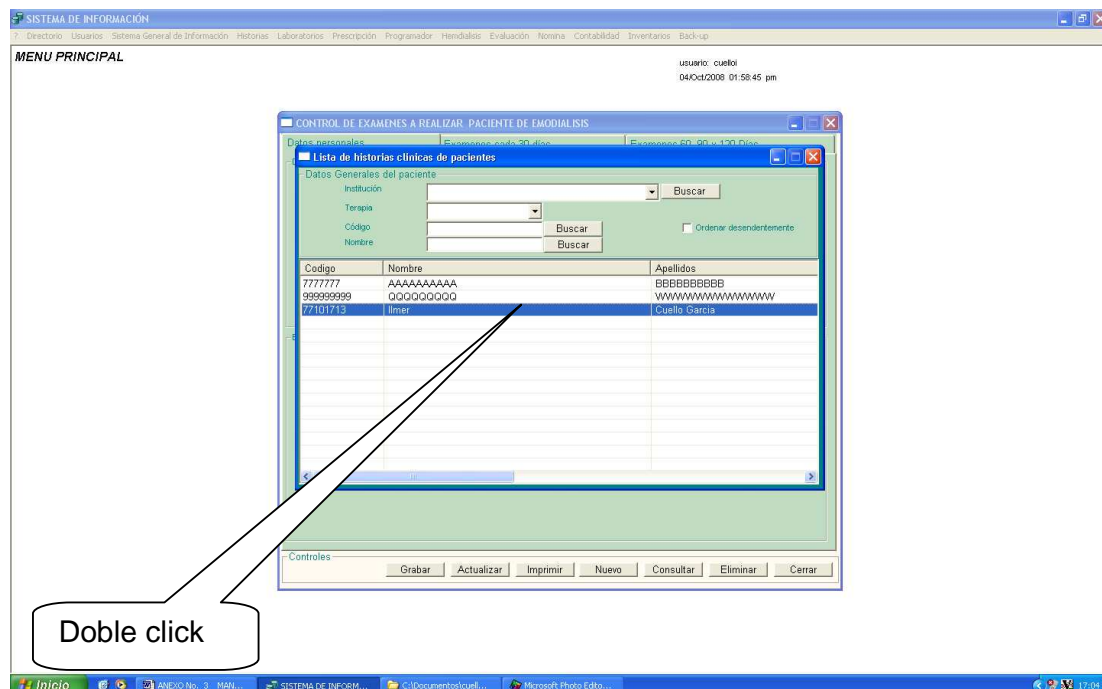 SISTEMA DE INFORMACIÓN
? Directorio Usuarios Sistema General de Información Historias Laboratorios Prescripción Programador Hemdialisis Evaluación Nomina Contabilidad Inventarios Back-up
MENU PRINCIPAL
usuario: cuelloi
04/Oct/2008 01:58:45 pm
CONTROL DE EXAMENES A REALIZAR PACIENTE DE EMODIALISIS
Datos personales Examenes cada 30 días Examenes 60, 90 y 120 Dias
Lista de historias clinicas de pacientes
Datos Generales del paciente
Institución Buscar
Terapia
Código Buscar Ordenar desendentemente
Nombre Buscar
Codigo Nombre Apellidos
7777777 AAAAAAAAAA BBBBBBBBBB
999999999 QQQQQQQQQ
77101713 Ilmer Cuello Garcia
Controles
Grabar Actualizar Imprimir Nuevo Consultar Eliminar Cerrar
Doble click
Inicio ANEXO No. 3 MAN... SISTEMA DE INFORM... C:\Documentos\cuell... Microsoft Photo Edito... 17:04